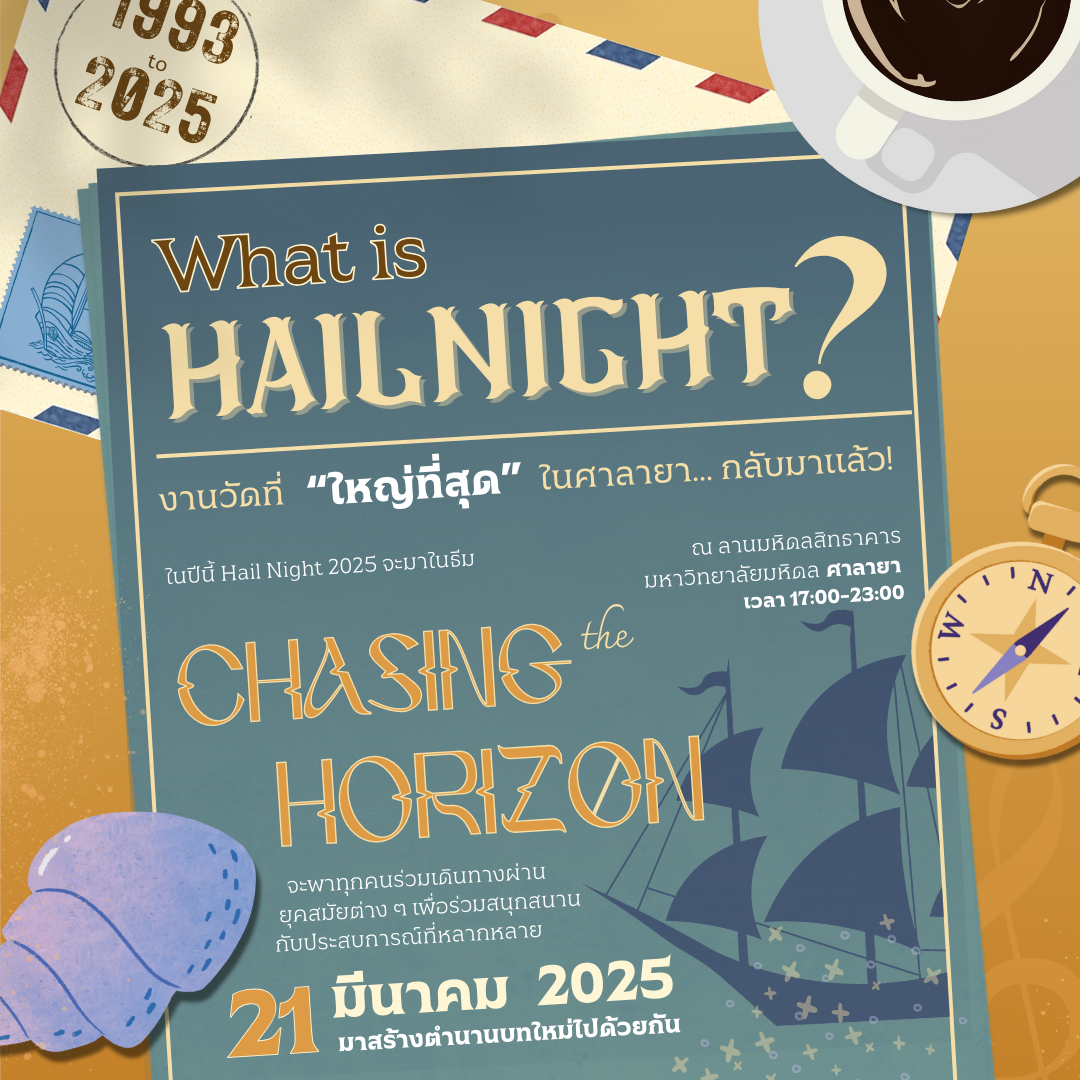 1993
to
2025
What is
HAILNIGHT?
งานวัดที่ “ใหญ่ที่สุด” ในศาลายา... กลับมาแล้ว!
ในปีนี้ Hail Night 2025 จะมาในธีม
ณ ลานมหิดลสิทธาคาร
มหาวิทยาลัยมหิดล ศาลายา
เวลา 17:00-23:00
CHASING the
HORIZON
จะพาทุกคนร่วมเดินทางผ่าน
ยุคสมัยต่าง ๆ เพื่อร่วมสนุกสนาน
กับประสบการณ์ที่หลากหลาย
21 มีนาคม 2025
มาสร้างตำนานบทใหม่ไปด้วยกัน
N
W
S